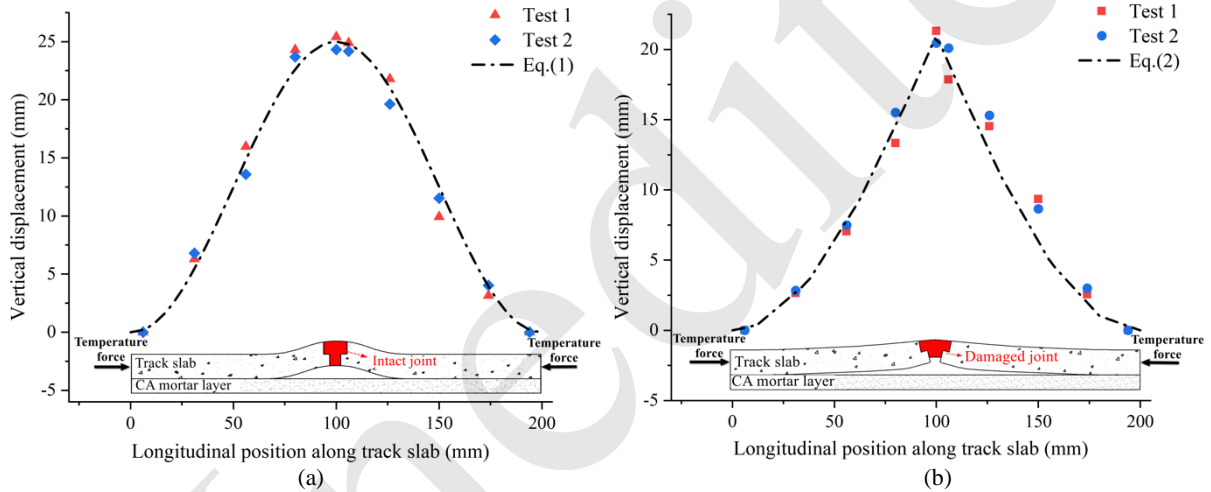 Test 1
Test 2
Eq.(1)
Vertical displacement (mm)
25
20
15
10
5
0
-5
Temperature
force
Track slab
CA mortar layer
Intact joint
Temperature
force
0
50
100
150
200
Longitudinal position along track slab (mm)
(a)
Test 1
Test 2
Eq.(2)
Vertical displacement (mm)
20
15
10
5
0
-5
Temperature
force
Track slab
CA mortar layer
Damaged joint
Temperature
force
0
50
100
150
200
Longitudinal position along track slab (mm)
(b)